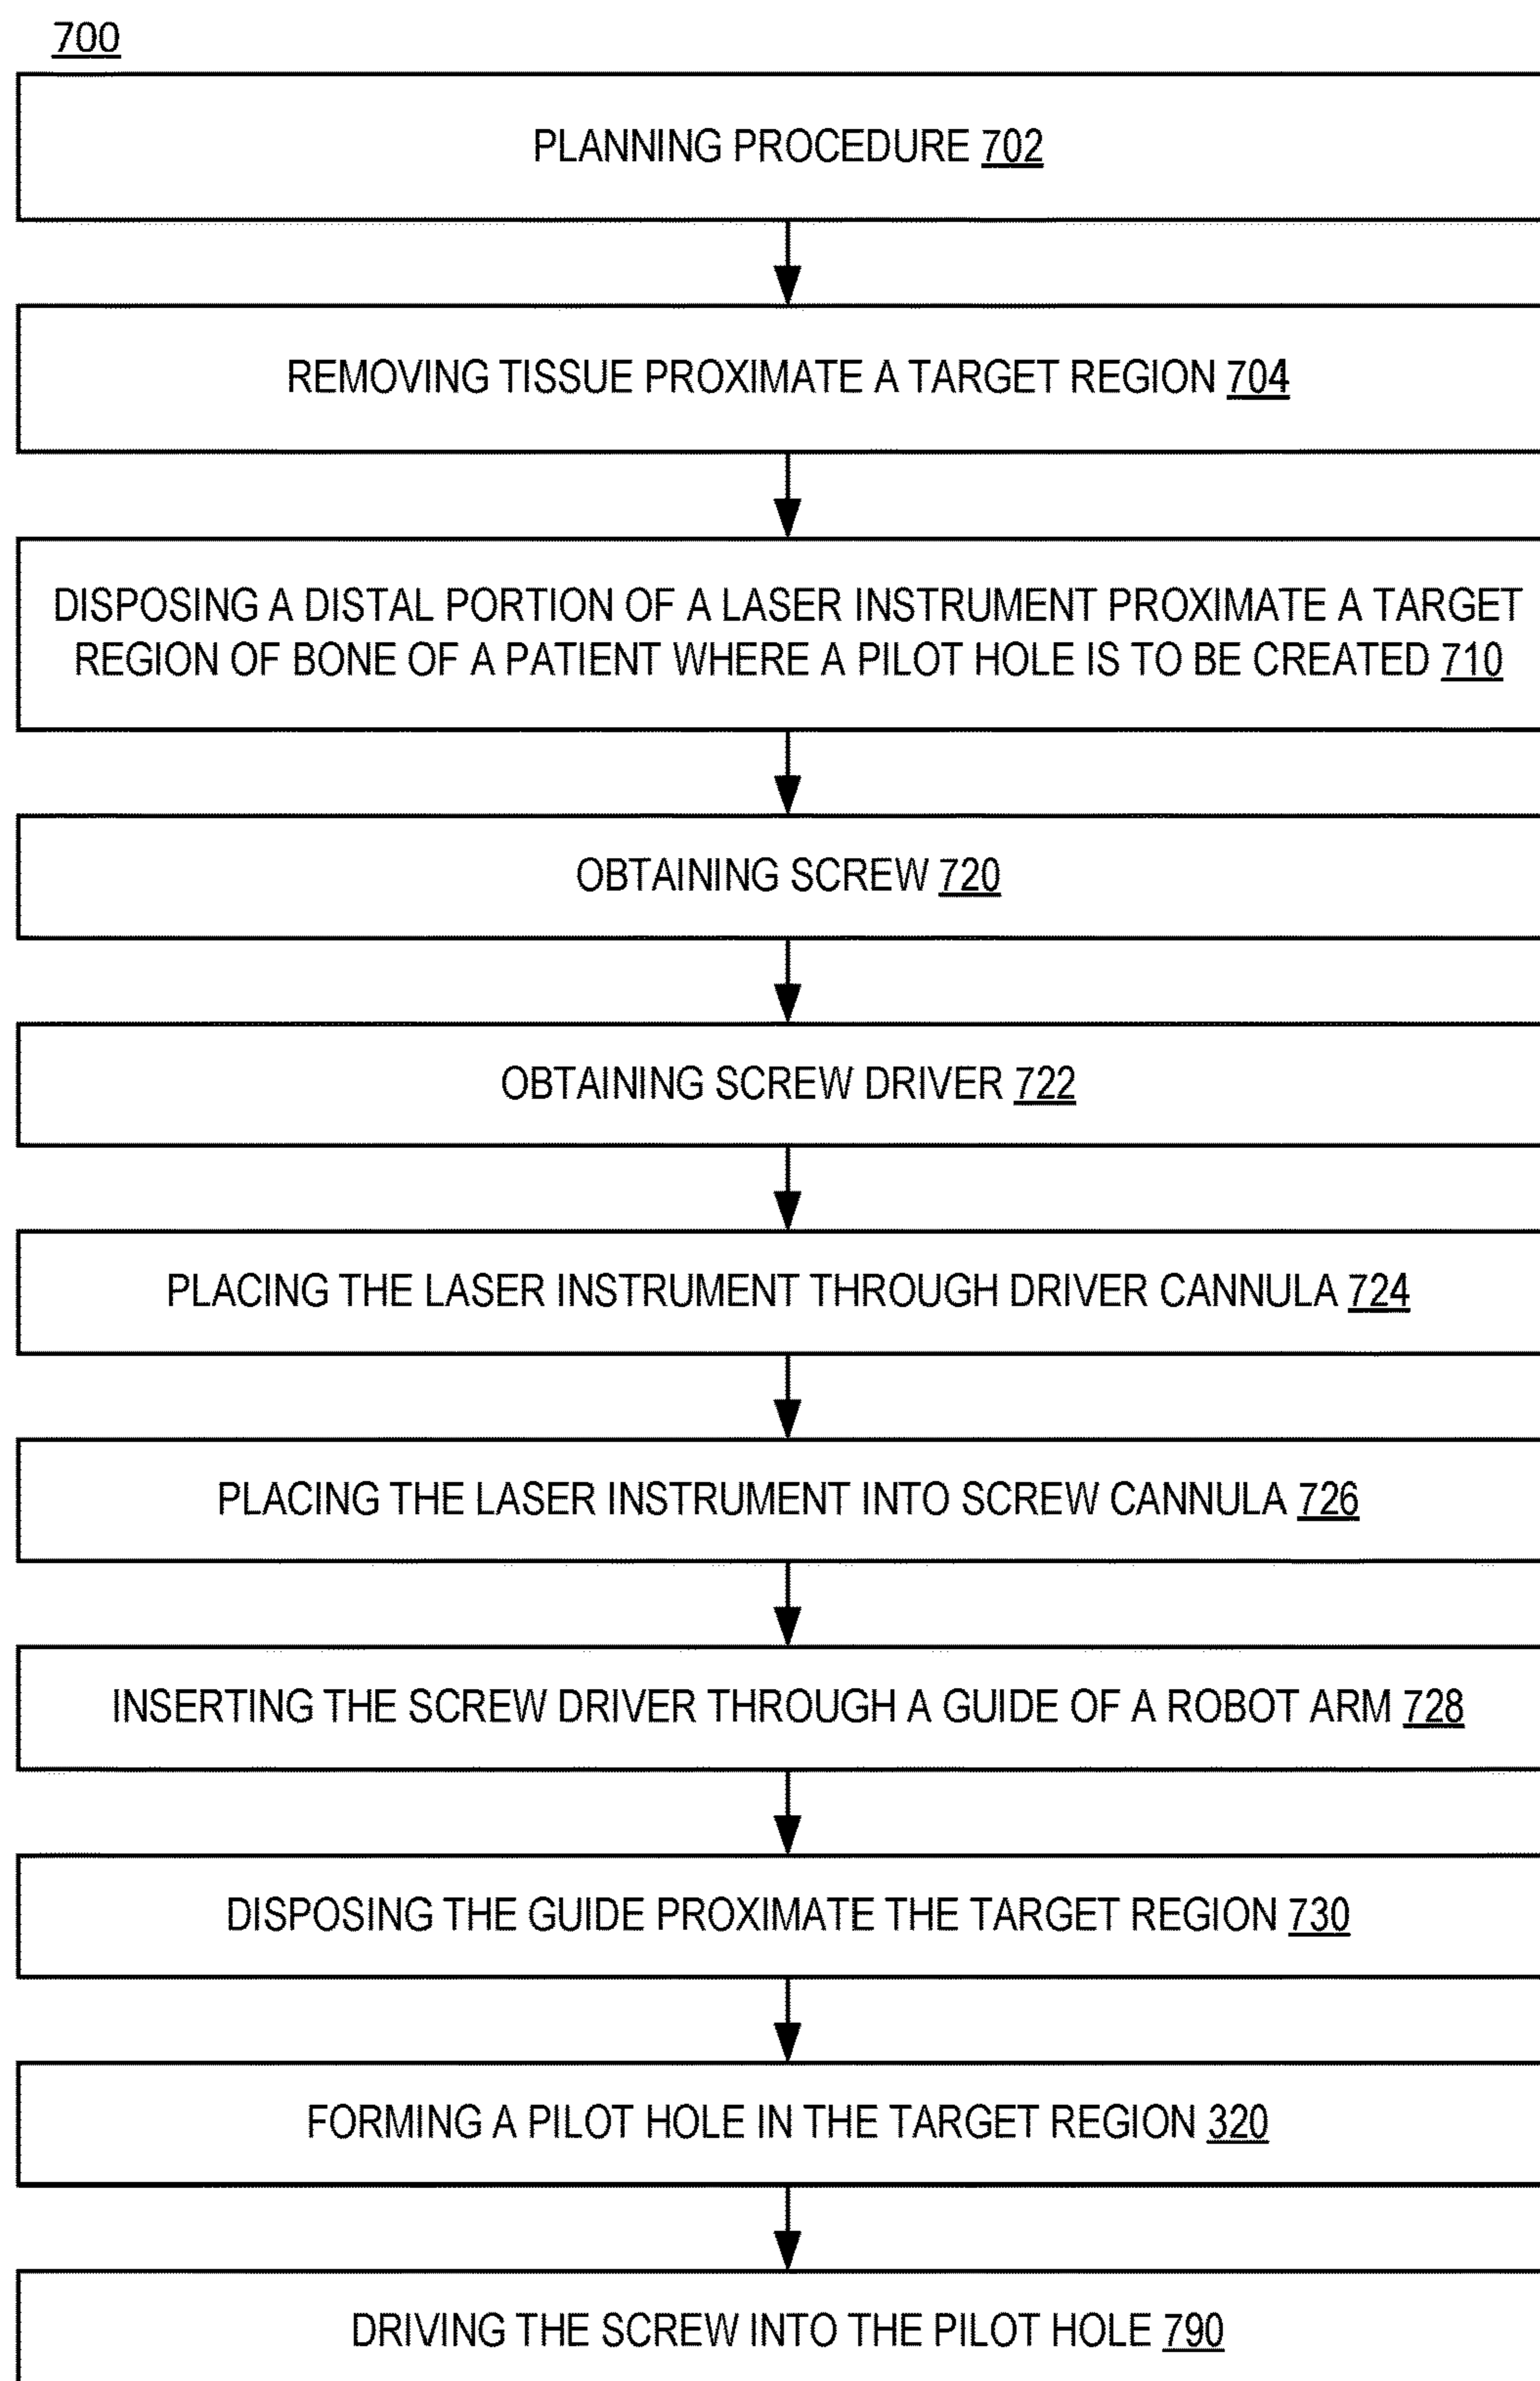 700
PLANNING PROCEDURE 702
REMOVING TISSUE PROXIMATE A TARGET REGION 704
DISPOSING A DISTAL PORTION OF A LASER INSTRUMENT PROXIMATE A TARGET
REGION OF BONE OF A PATIENT WHERE A PILOT HOLE IS TO BE CREATED 710
OBTAINING SCREW 720
OBTAINING SCREW DRIVER 722
PLACING THE LASER INSTRUMENT THROUGH DRIVER CANNULA 724
PLACING THE LASER INSTRUMENT INTO SCREW CANNULA 726
INSERTING THE SCREW DRIVER THROUGH A GUIDE OF A ROBOT ARM 728
DISPOSING THE GUIDE PROXIMATE THE TARGET REGION 730
FORMING A PILOT HOLE IN THE TARGET REGION 320
DRIVING THE SCREW INTO THE PILOT HOLE 790